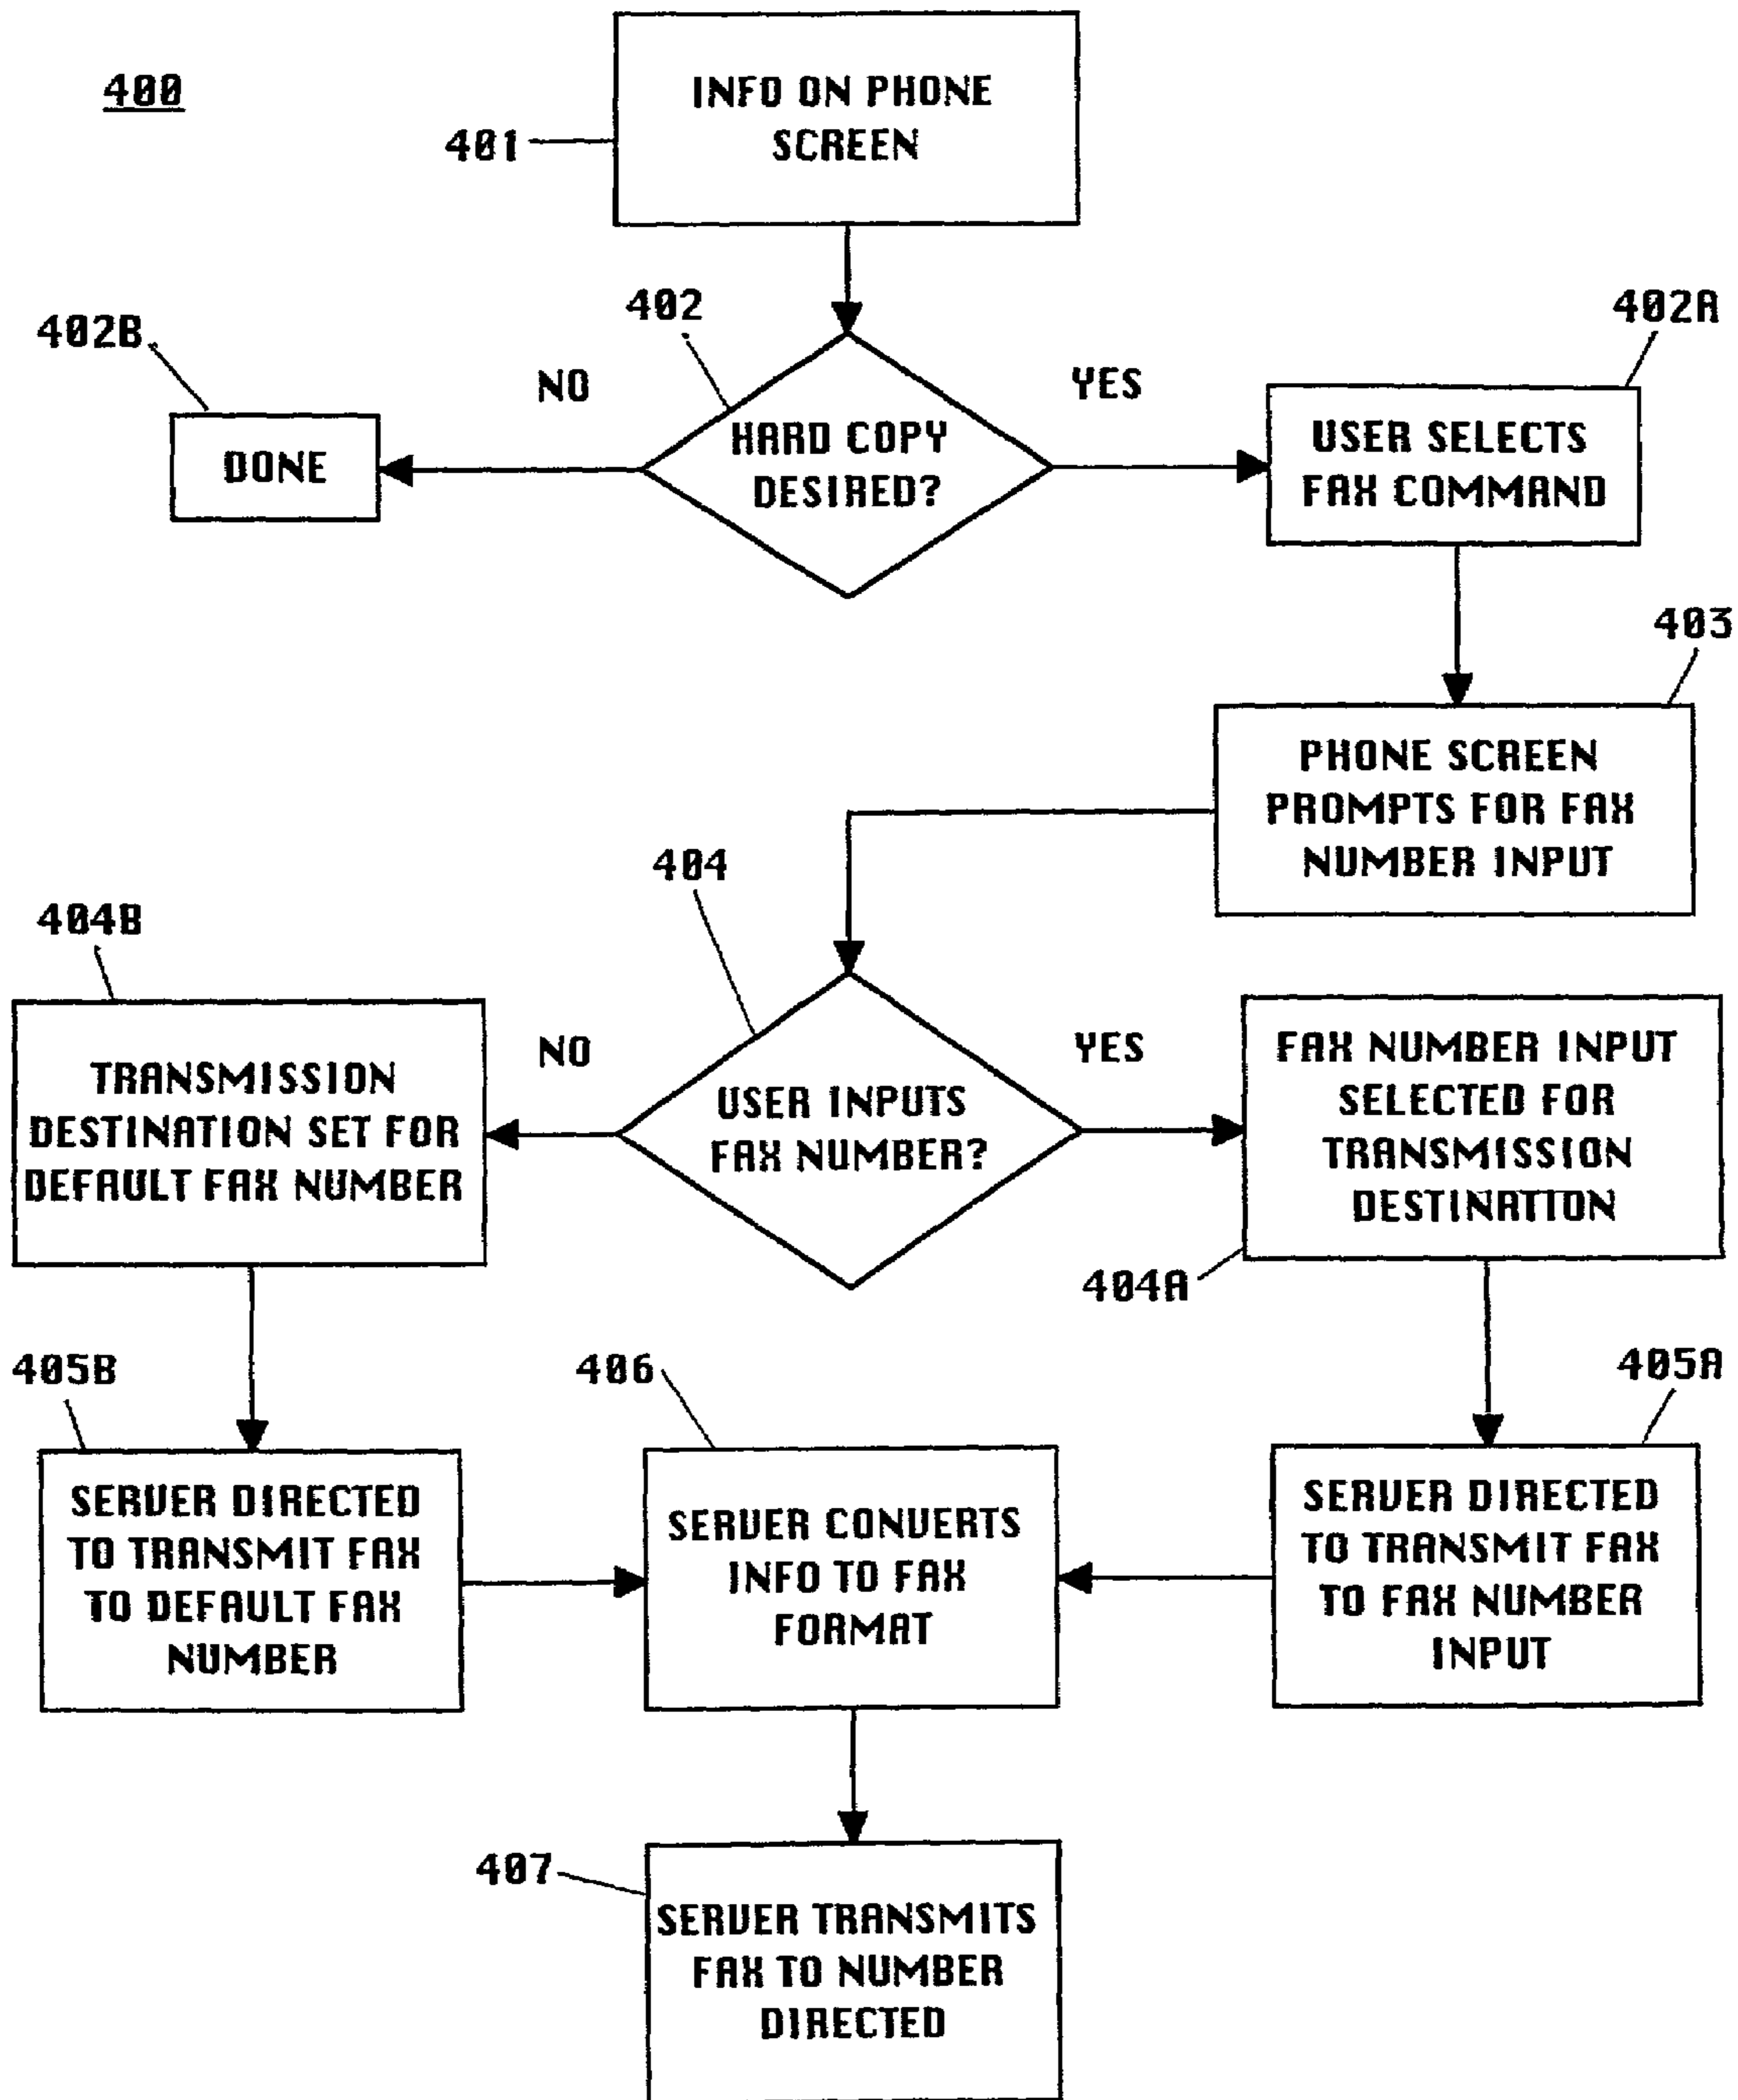 400
INFO ON PHONE
SCREEN
401
402
402A
402B
NO
YES
HARD COPY
DESIRED?
DONE
USER SELECTS
FAX COMMAND
403
PHONE SCREEN
PROMPTS FOR FAX
NUMBER INPUT
404
404B
NO
YES
TRANSMISSION
DESTINATION SET FOR
DEFAULT FAX NUMBER
USER INPUTS
FAX NUMBER?
FAX NUMBER INPUT
SELECTED FOR
TRANSMISSION
DESTINATION
404A
405B
406
405A
SERVER DIRECTED
TO TRANSMIT FAX
TO DEFAULT FAX
NUMBER
SERVER CONVERTS
INFO TO FAX
FORMAT
SERVER DIRECTED
TO TRANSMIT FAX
TO FAX NUMBER
INPUT
407
SERVER TRANSMITS
FAX TO NUMBER
DIRECTED